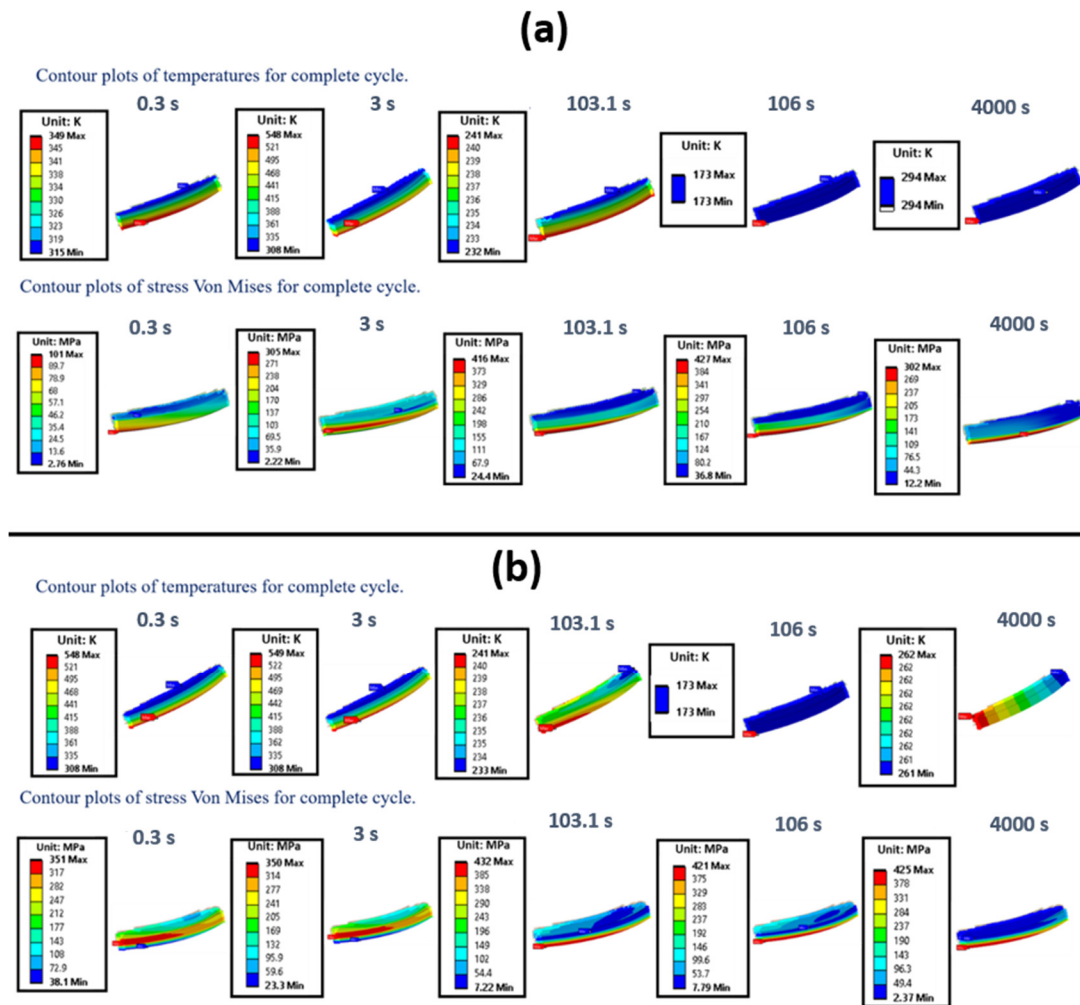 (a)
Contour plots of temperatures for complete cycle.
0.3 s
3 s
103.1 s
106 s
4000 s
Unit: K
349 Max
345
341
338
334
330
326
323
319
315 Min
Unit: K
548 Max
521
495
468
441
415
388
361
335
308 Min
Unit: K
241 Max
240
239
238
237
236
235
234
233
232 Min
Unit: K
173 Max
173 Min
Unit: K
294 Max
294 Min
Contour plots of stress Von Mises for complete cycle.
0.3 s
3 s
103.1 s
106 s
4000 s
Unit: MPa
101 Max
89.7
78.9
68
57.1
46.2
35.4
24.5
13.6
2.76 Min
Unit: MPa
305 Max
271
238
204
170
137
103
69.5
35.9
2.22 Min
Unit: MPa
416 Max
373
329
286
242
198
155
111
67.9
24.4 Min
Unit: MPa
427 Max
384
341
297
254
210
167
124
80.2
36.8 Min
Unit: MPa
302 Max
269
237
205
173
141
109
76.5
44.3
12.2 Min
(b)
Contour plots of temperatures for complete cycle.
0.3 s
3 s
103.1 s
106 s
4000 s
Unit: K
548 Max
521
495
468
441
415
388
361
335
308 Min
Unit: K
549 Max
522
495
469
442
415
388
362
335
308 Min
Unit: K
241 Max
240
239
238
237
236
235
235
234
233 Min
Unit: K
173 Max
173 Min
Unit: K
262 Max
262
262
262
262
262
262
262
261
261 Min
Contour plots of stress Von Mises for complete cycle.
0.3 s
3 s
103.1 s
106 s
4000 s
Unit: MPa
351 Max
317
282
247
212
177
143
108
72.9
38.1 Min
Unit: MPa
350 Max
314
277
241
205
169
132
95.9
59.6
23.3 Min
Unit: MPa
432 Max
385
338
290
243
196
149
102
54.4
7.22 Min
Unit: MPa
421 Max
375
329
283
237
192
146
99.6
53.7
7.79 Min
Unit: MPa
425 Max
378
331
284
237
190
143
96.3
49.4
2.37 Min